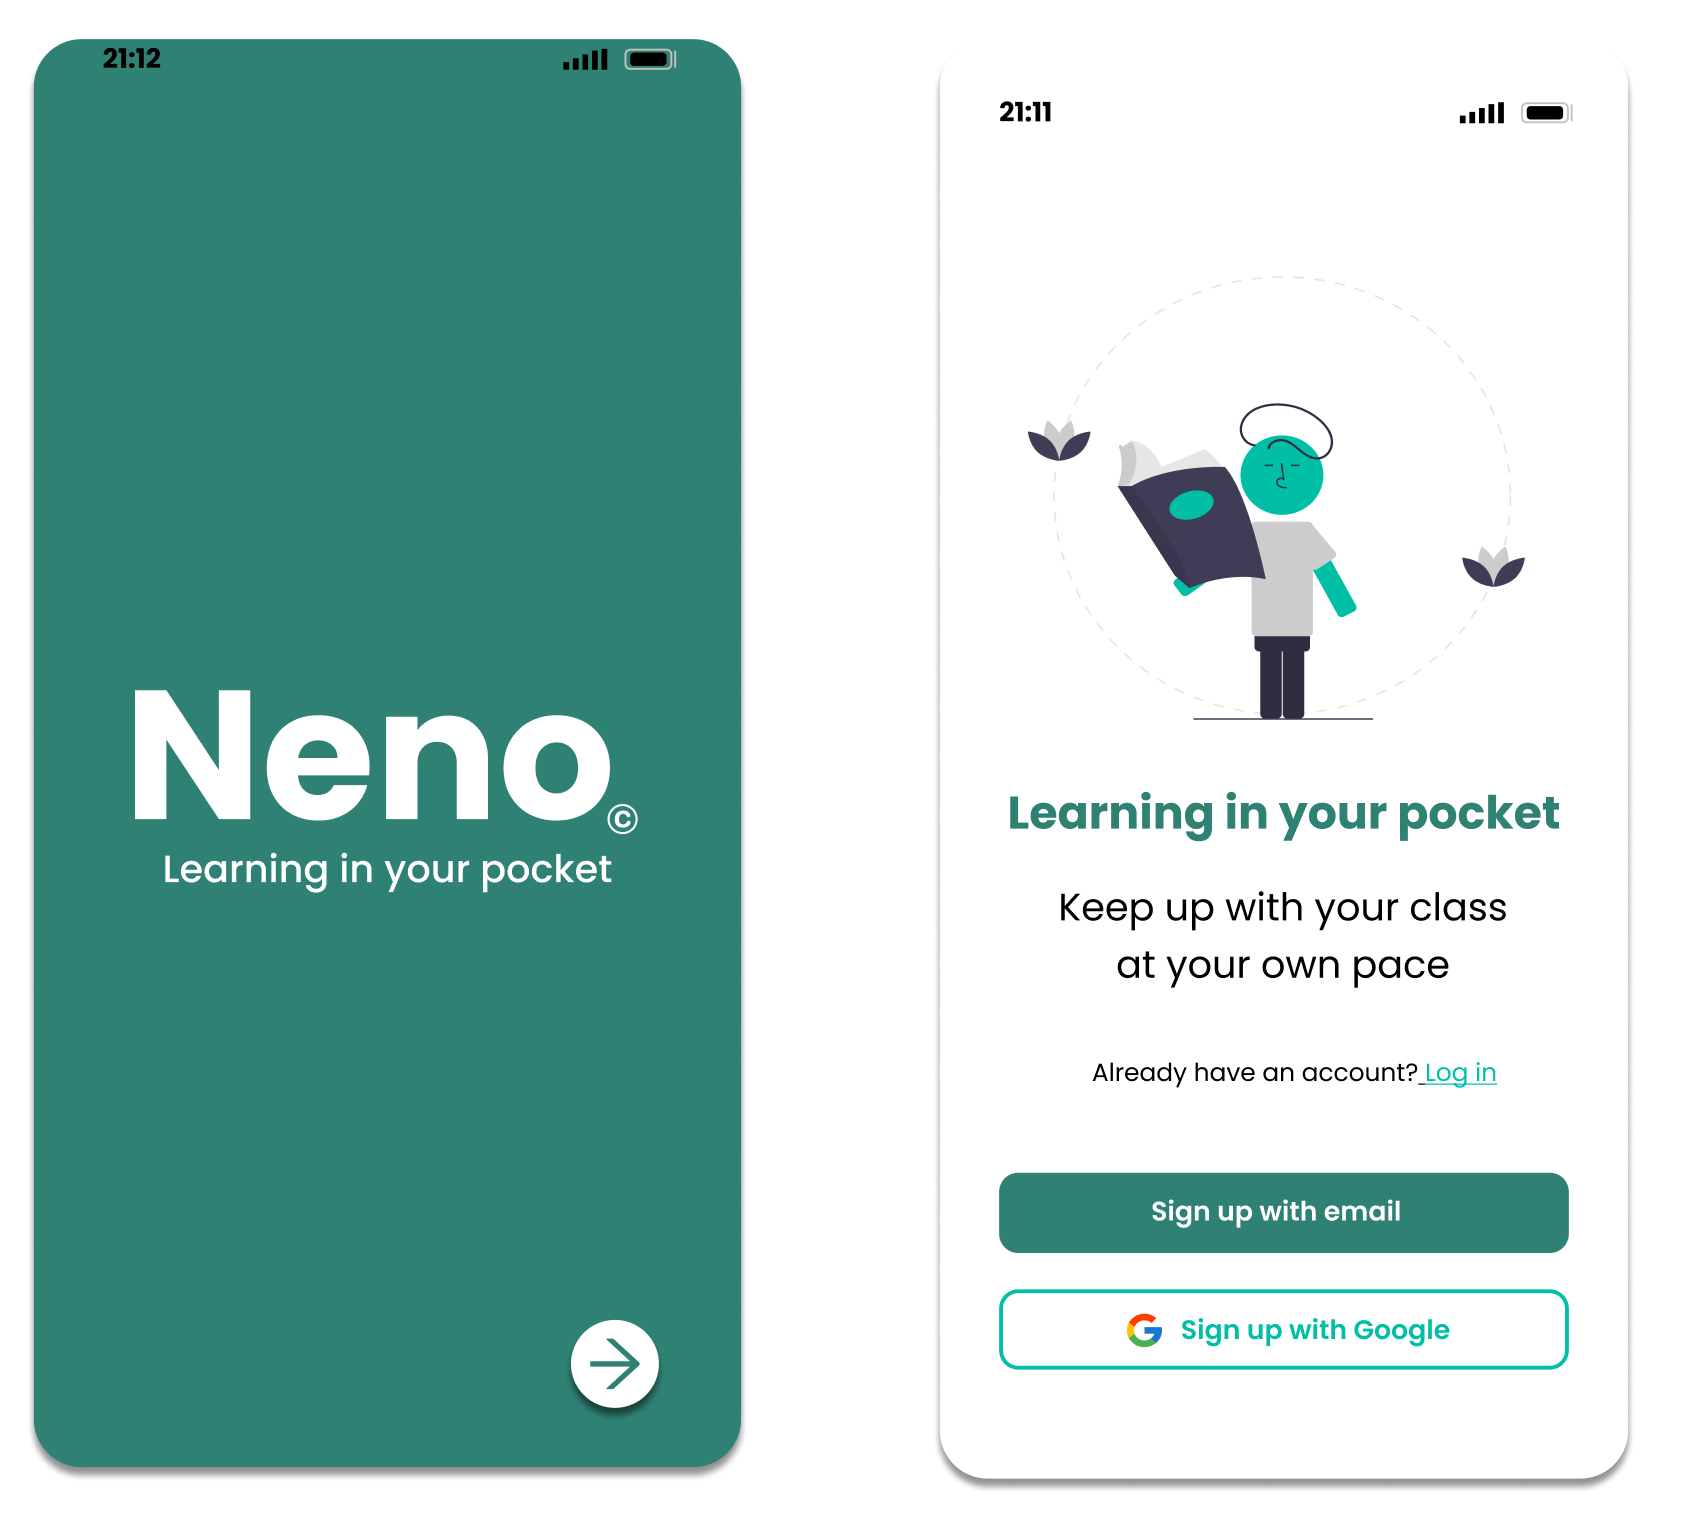 21:12
Neno©
Learning in your pocket
21:11
Learning in your pocket
Keep up with your class
at your own pace
Already have an account? Log in
Sign up with email
Sign up with Google